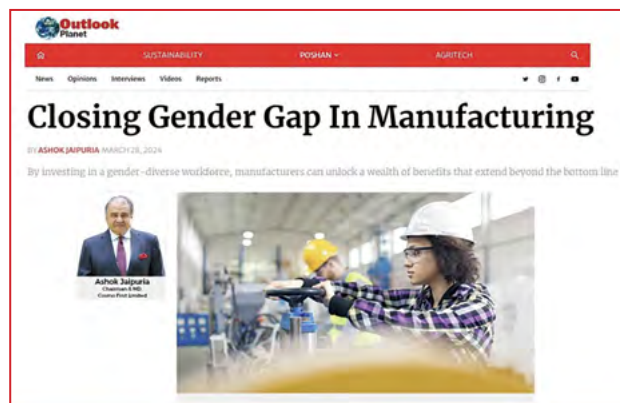 Outlook
Planet
SUSTAINABILITY POSHAN AGRITECH
News Opinions Interviews Videos Reports
Closing Gender Gap In Manufacturing
BY ASHOK JAIPURIA MARCH 28, 2024
By investing in a gender-diverse workforce, manufacturers can unlock a wealth of benefits that extend beyond the bottom line
Ashok Jaipuria
Chairman & MD,
Cosmo First Limited